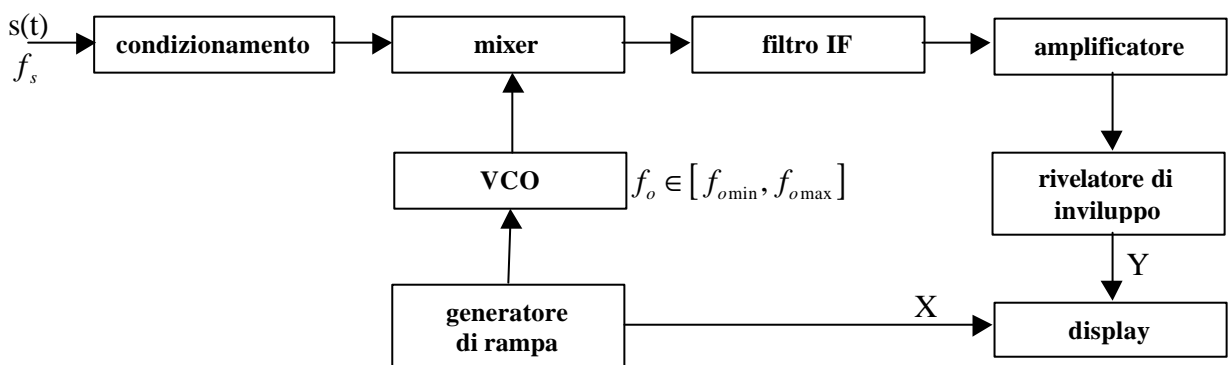 s(t)
f_s
condizionamento
mixer
filtro IF
amplificatore
VCO
f_o ∈ [f_omin, f_omax]
rivelatore di
inviluppo
Y
generatore
di rampa
X
display